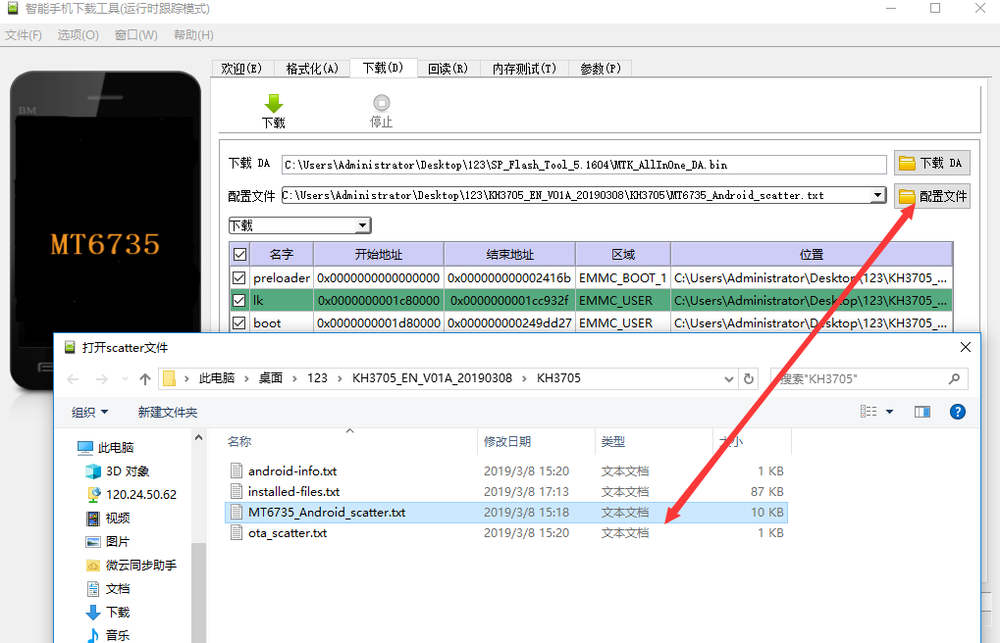 智能手机下载工具(运行时跟踪模式)
文件(F) 选项(O) 窗口(W) 帮助(H)
欢迎(E) 格式化(A) 下载(D) 回读(R) 内存测试(T) 参数(P)
BM
下载 停止
下载 DA C:\Users\Administrator\Desktop\123\SP_Flash_Tool_5.1604\MTK_AllInOne_DA.bin 下载 DA
配置文件 C:\Users\Administrator\Desktop\123\KH3705_EN_V01A_20190308\KH3705\MT6735_Android_scatter.txt 配置文件
下载
MT6735
名字 开始地址 结束地址 区域 位置
preloader 0x0000000000000000 0x000000000002416b EMMC_BOOT_1 C:\Users\Administrator\Desktop\123\KH3705_...
lk 0x0000000001c80000 0x0000000001cc932f EMMC_USER C:\Users\Administrator\Desktop\123\KH3705_...
boot 0x0000000001d80000 0x000000000249dd27 EMMC_USER C:\Users\Administrator\Desktop\123\KH3705_...
打开scatter文件
此电脑 › 桌面 › 123 › KH3705_EN_V01A_20190308 › KH3705 搜索"KH3705"
组织 新建文件夹
名称 修改日期 类型 大小
此电脑
3D 对象
120.24.50.62
视频
图片
微云同步助手
文档
下载
音乐
android-info.txt 2019/3/8 15:20 文本文档 1 KB
installed-files.txt 2019/3/8 17:13 文本文档 87 KB
MT6735_Android_scatter.txt 2019/3/8 15:18 文本文档 10 KB
ota_scatter.txt 2019/3/8 15:20 文本文档 1 KB